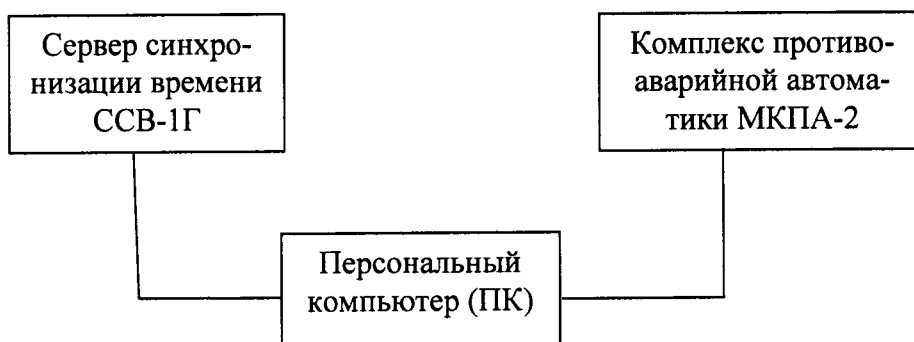 Сервер синхро-
низации времени
ССВ-1Г
Комплекс противо-
аварийной автома-
тики МКПА-2
Персональный
компьютер (ПК)